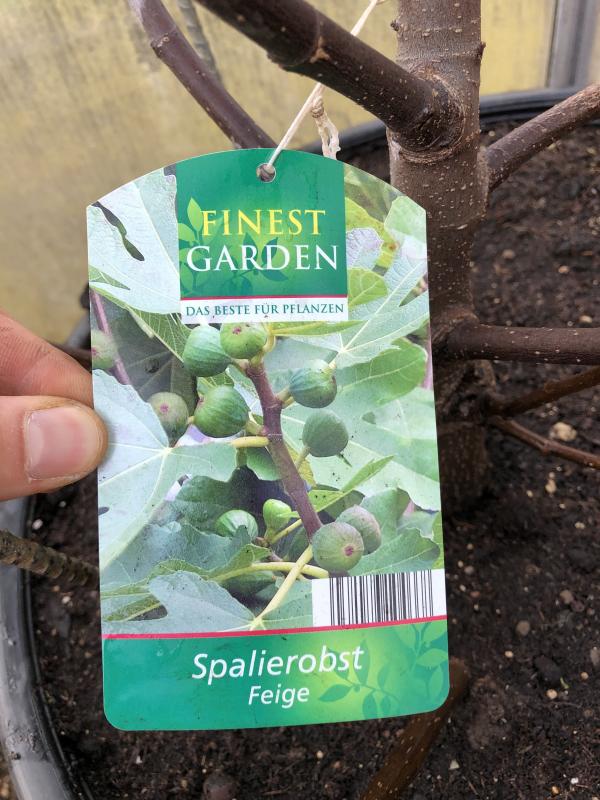 FINEST
GARDEN
DAS BESTE FÜR PFLANZEN
Spalierobst
Feige